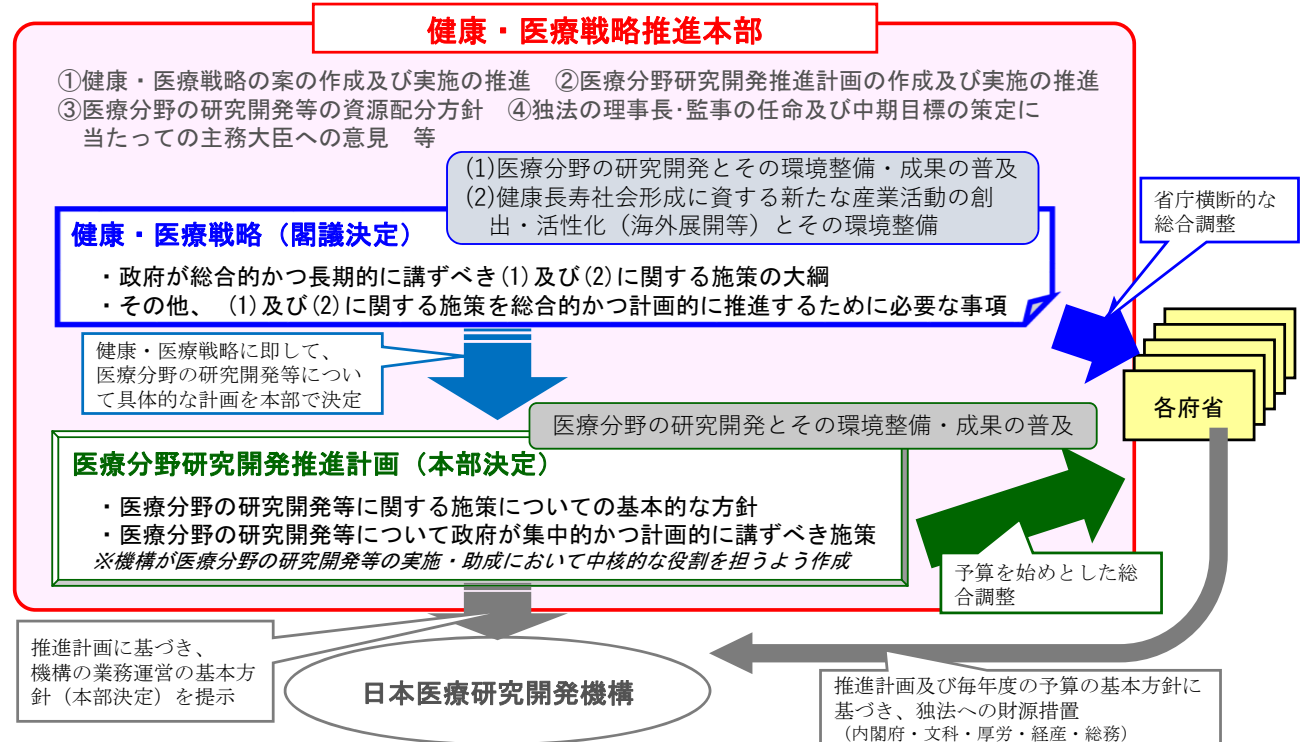 健康・医療戦略推進本部
①健康・医療戦略の案の作成及び実施の推進　②医療分野研究開発推進計画の作成及び実施の推進
③医療分野の研究開発等の資源配分方針　④独法の理事長･監事の任命及び中期目標の策定に
当たっての主務大臣への意見　等
(1)医療分野の研究開発とその環境整備・成果の普及
(2)健康長寿社会形成に資する新たな産業活動の創
出・活性化（海外展開等）とその環境整備
省庁横断的な
総合調整
健康・医療戦略（閣議決定）
・政府が総合的かつ長期的に講ずべき(1)及び(2)に関する施策の大綱
・その他、 (1)及び(2)に関する施策を総合的かつ計画的に推進するために必要な事項
健康・医療戦略に即して、
医療分野の研究開発等につい
て具体的な計画を本部で決定
各府省
医療分野の研究開発とその環境整備・成果の普及
医療分野研究開発推進計画（本部決定）
・医療分野の研究開発等に関する施策についての基本的な方針
・医療分野の研究開発等について政府が集中的かつ計画的に講ずべき施策
※機構が医療分野の研究開発等の実施・助成において中核的な役割を担うよう作成
予算を始めとした総
合調整
推進計画に基づき、
機構の業務運営の基本方
針（本部決定）を提示
日本医療研究開発機構
推進計画及び毎年度の予算の基本方針に
基づき、独法への財源措置
（内閣府・文科・厚労・経産・総務）